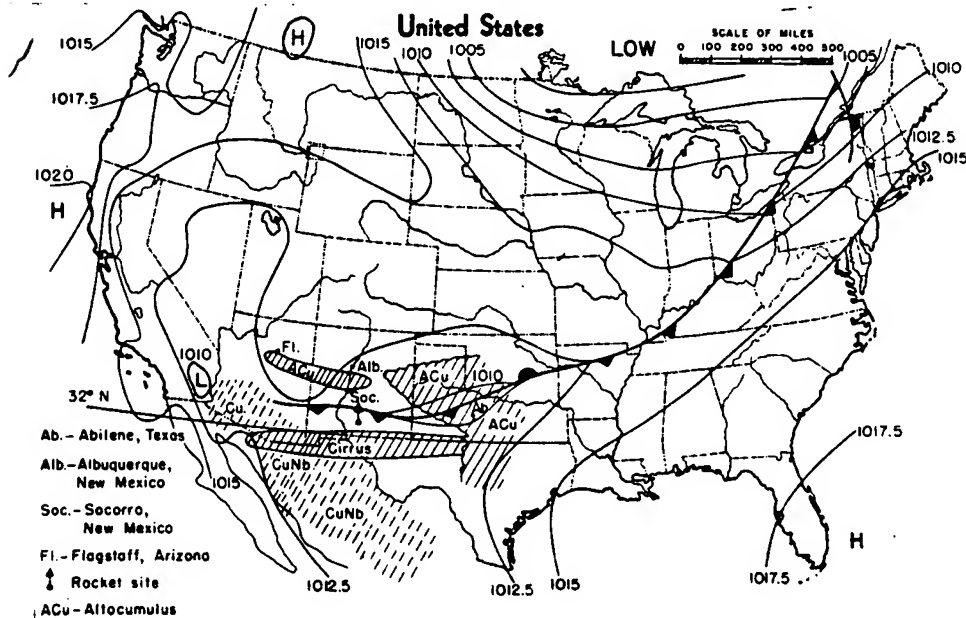 United States
SCALE OF MILES
0 100 200 300 400 500
1015
H
1015
1010
1005
LOW
1005
1010
1017.5
1012.5
1015
1020
H
1010
L
Fl.
ACu
Alb.
ACu
1010
Soc.
Ab.
32° N
Cu.
ACu
Cirrus
CuNb
CuNb
1015
1017.5
H
1012.5
1012.5
1015
1017.5
Ab.-Abilene, Texas
Alb.-Albuquerque,
New Mexico
Soc.-Socorro,
New Mexico
Fl.-Flagstaff, Arizona
Rocket site
ACu-Altocumulus